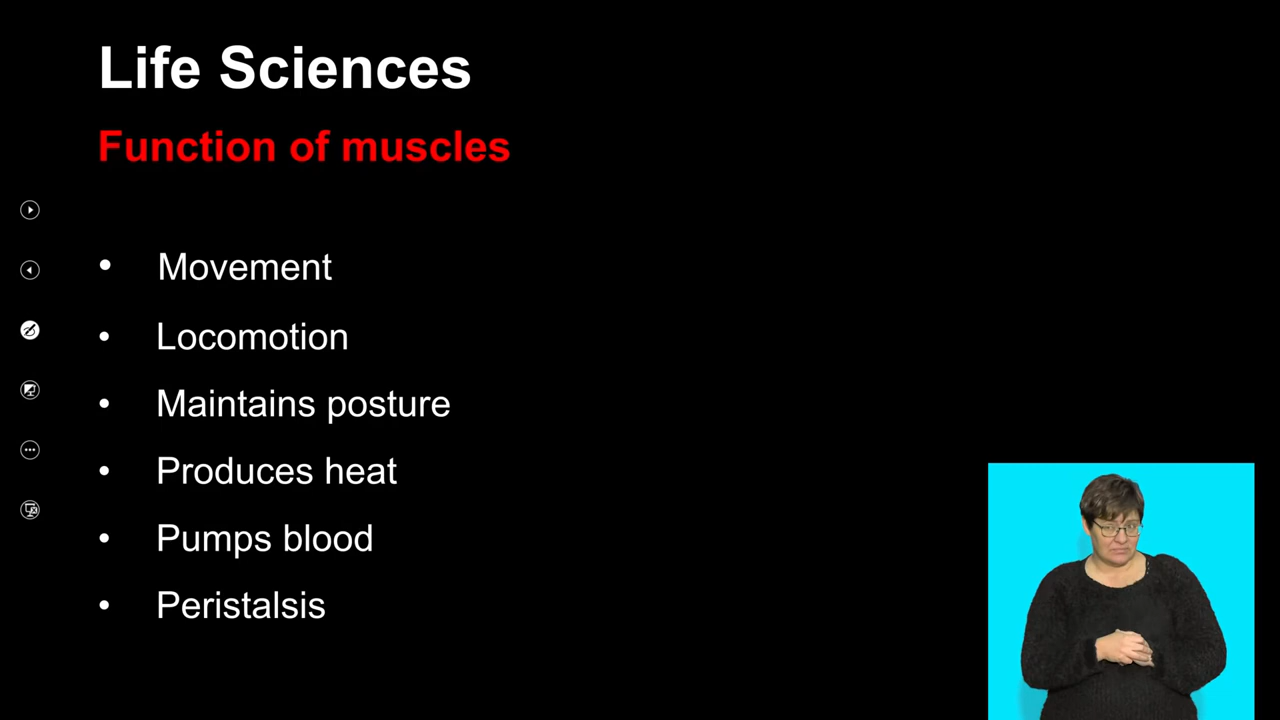 Life Sciences
Function of muscles
• Movement
• Locomotion
• Maintains posture
• Produces heat
• Pumps blood
• Peristalsis